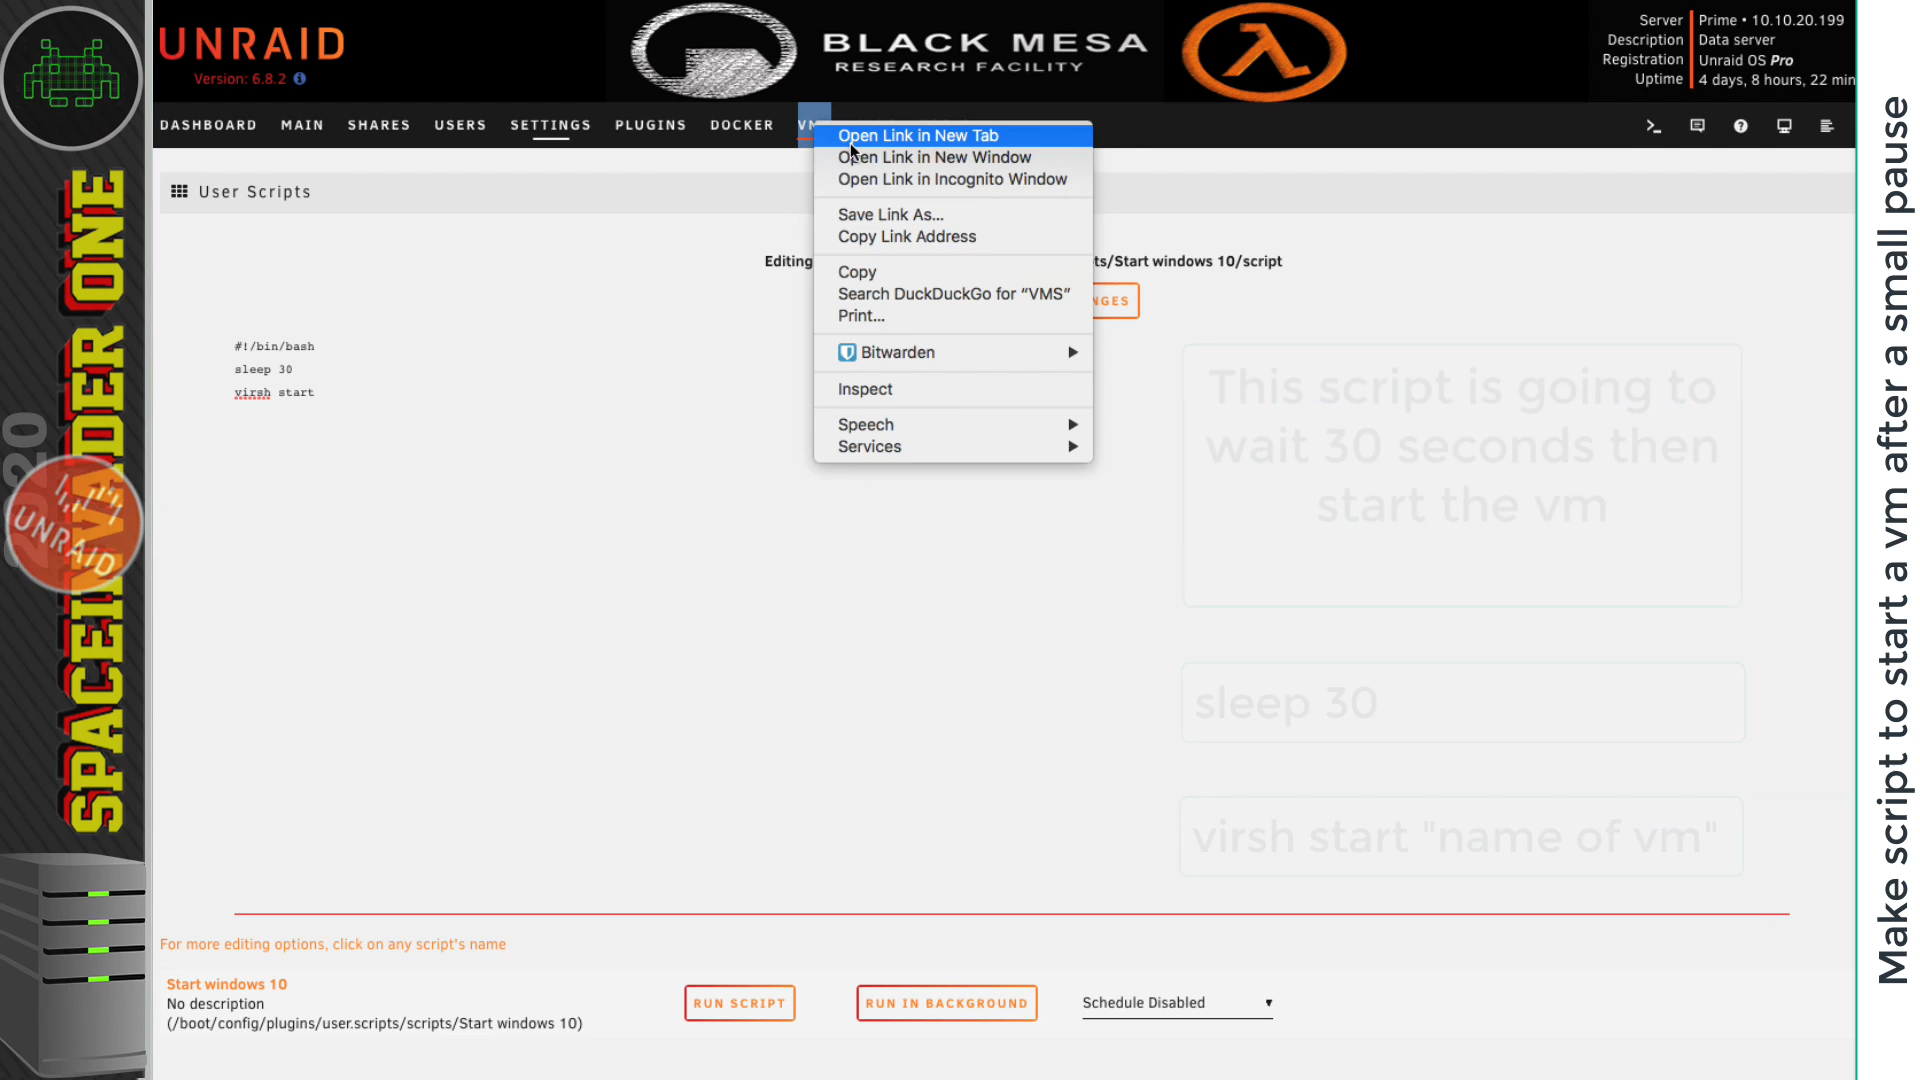 UNRAID
Version: 6.8.2
BLACK MESA
RESEARCH FACILITY
Server Prime • 10.10.20.199
Description Data server
Registration Unraid OS Pro
Uptime 4 days, 8 hours, 22 min
DASHBOARD MAIN SHARES USERS SETTINGS PLUGINS DOCKER
User Scripts
Open Link in New Tab
Open Link in New Window
Open Link in Incognito Window
Save Link As...
Copy Link Address
Copy
Search DuckDuckGo for “VMS”
Print...
Bitwarden
Inspect
Speech
Services
Editing ts/Start windows 10/script
NGES
#!/bin/bash
sleep 30
virsh start
This script is going to
wait 30 seconds then
start the vm
sleep 30
virsh start "name of vm"
For more editing options, click on any script's name
Start windows 10
No description
(/boot/config/plugins/user.scripts/scripts/Start windows 10)
RUN SCRIPT
RUN IN BACKGROUND
Schedule Disabled
SPACEINVADER ONE
2020
UNRAID
Make script to start a vm after a small pause